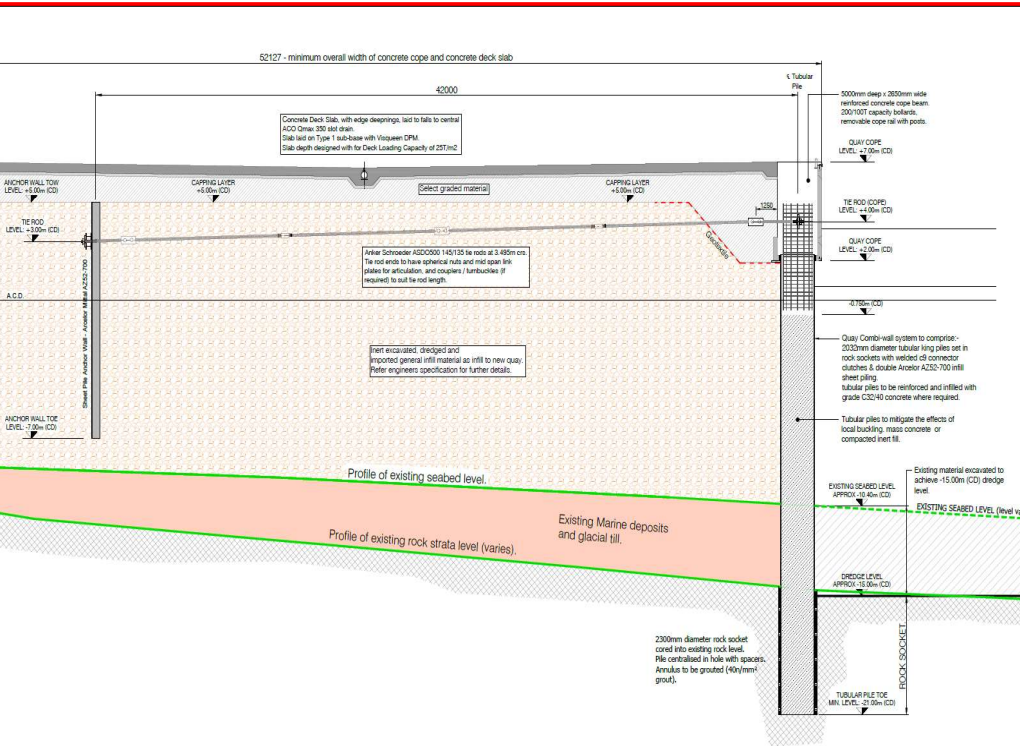 52127 - minimum overall width of concrete cope and concrete deck slab
42000
℄ Tubular
Pile
5000mm deep x 2650mm wide
reinforced concrete cope beam.
200/100T capacity bollards,
removable cope rail with posts.
Concrete Deck Slab, with edge deepnings, laid to falls to central
ACO Qmax 350 slot drain.
Slab laid on Type 1 sub-base with Visqueen DPM.
Slab depth designed with for Deck Loading Capacity of 25T/m2
QUAY COPE
LEVEL: +7.00m (CD)
ANCHOR WALL TOW
LEVEL: +5.00m (CD)
CAPPING LAYER
+5.00m (CD)
Select graded material
CAPPING LAYER
+5.00m (CD)
1250
TIE ROD (COPE)
LEVEL: +4.00m (CD)
TIE ROD
LEVEL: +3.00m (CD)
Geotextile
QUAY COPE
LEVEL: +2.00m (CD)
Anker Schroeder ASDO500 145/135 tie rods at 3.495m crs.
Tie rod ends to have spherical nuts and mid span link
plates for articulation, and couplers / turnbuckles (if
required) to suit tie rod length.
A.C.D.
-0.750m (CD)
Sheet Pile Anchor Wall - Arcelor Mittal AZ52-700
Inert excavated, dredged and
imported general infill material as infill to new quay.
Refer engineers specification for further details.
Quay Combi-wall system to comprise:-
2032mm diameter tubular king piles set in
rock sockets with welded c9 connector
clutches & double Arcelor AZ52-700 infill
sheet piling.
tubular piles to be reinforced and infilled with
grade C32/40 concrete where required.
Tubular piles to mitigate the effects of
local buckling, mass concrete or
compacted inert fill.
ANCHOR WALL TOE
LEVEL: -7.00m (CD)
Profile of existing seabed level.
Existing material excavated to
achieve -15.00m (CD) dredge
level.
EXISTING SEABED LEVEL
APPROX -10.40m (CD)
EXISTING SEABED LEVEL (level va
Existing Marine deposits
and glacial till.
Profile of existing rock strata level (varies).
DREDGE LEVEL
APPROX -15.00m (CD)
2300mm diameter rock socket
cored into existing rock level.
Pile centralised in hole with spacers.
Annulus to be grouted (40n/mm²
grout).
ROCK SOCKET
TUBULAR PILE TOE
MIN. LEVEL: -21.00m (CD)